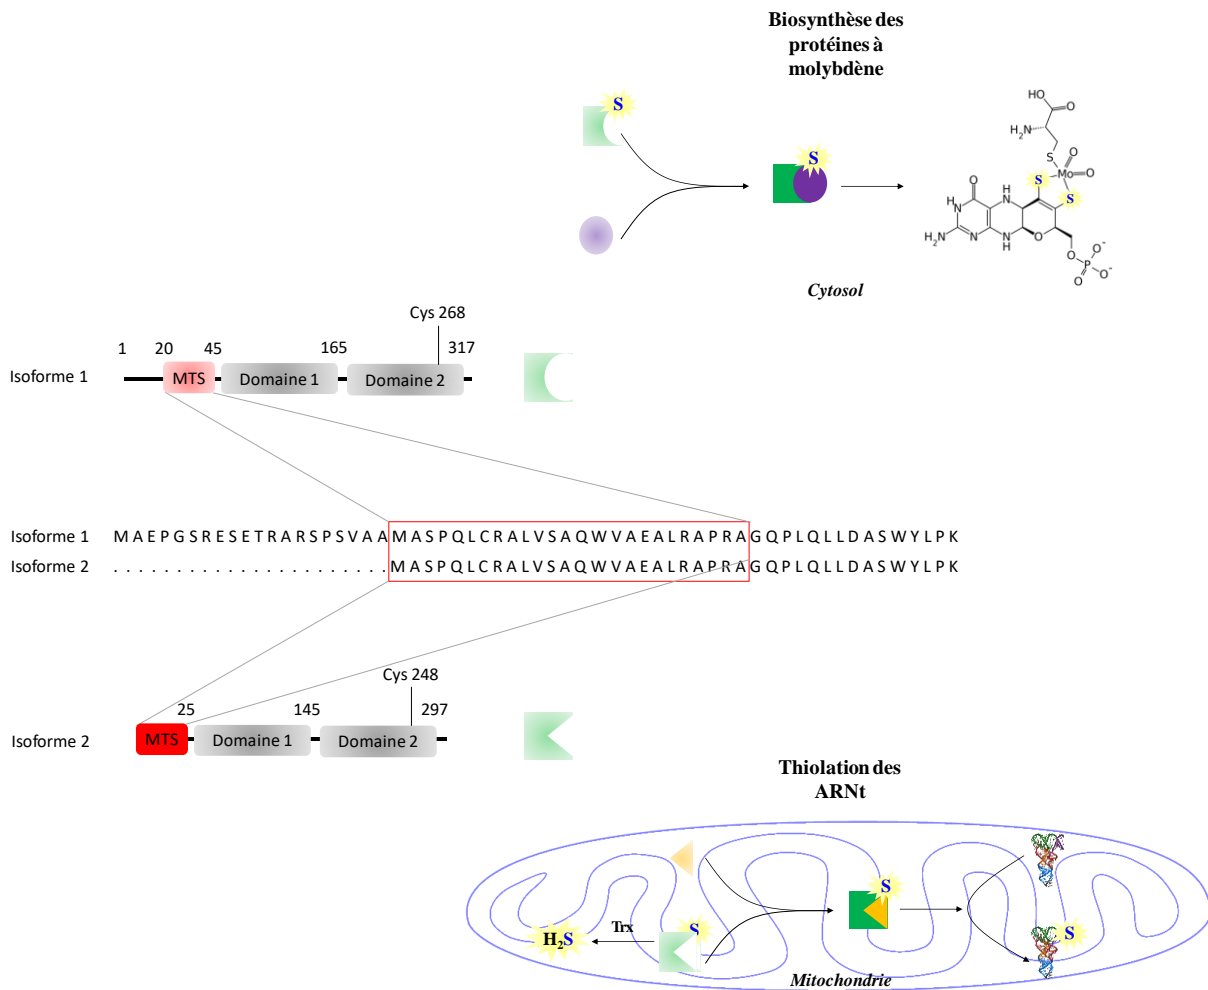 Biosynthèse des
protéines à
molybdène
S
S
HO
O
H₂N
S
O
Mo
O
S
S
O
HN
H
N
H₂N
N
N
H
O
O
O⁻
P
O
O⁻
Cytosol
Cys 268
1 20 45 165 317
Isoforme 1
MTS
Domaine 1
Domaine 2
Isoforme 1 M A E P G S R E S E T R A R S P S V A A M A S P Q L C R A L V S A Q W V A E A L R A P R A G Q P L Q L L D A S W Y L P K
Isoforme 2 . . . . . . . . . . . . . . . . . . . . . . M A S P Q L C R A L V S A Q W V A E A L R A P R A G Q P L Q L L D A S W Y L P K
Cys 248
25 145 297
Isoforme 2
MTS
Domaine 1
Domaine 2
Thiolation des
ARNt
S
H₂S
Trx
S
S
Mitochondrie